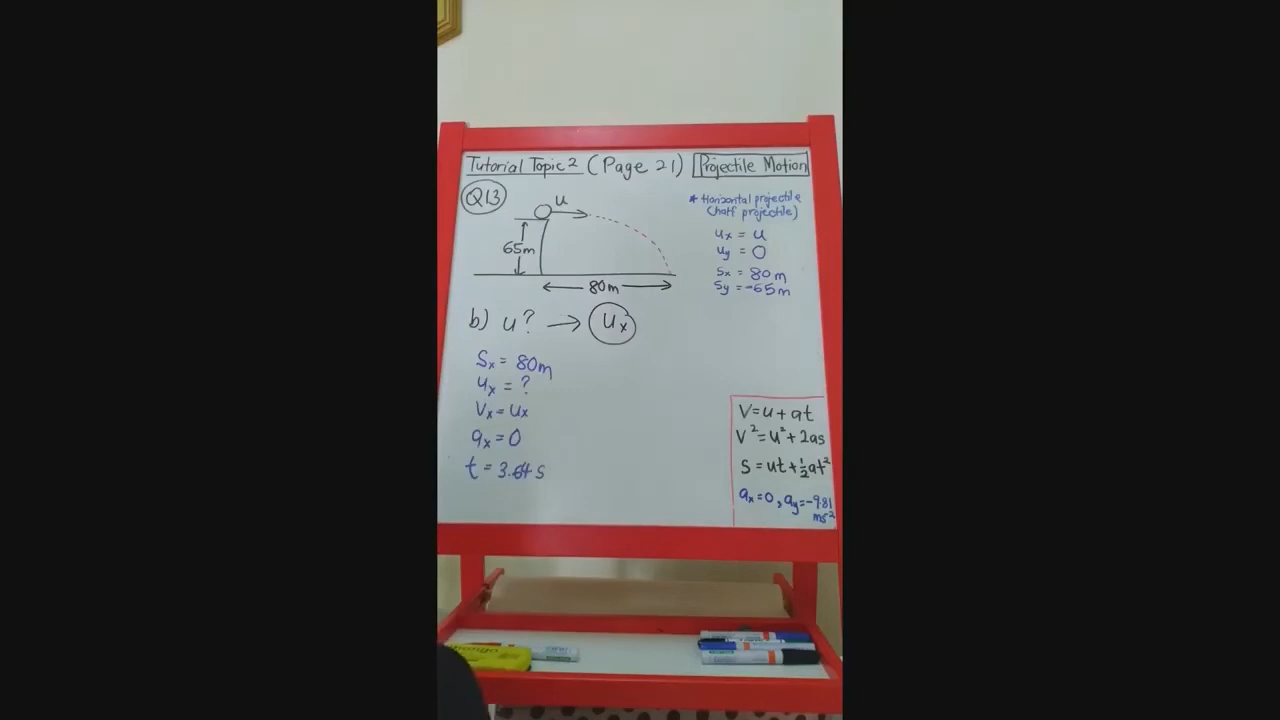 Tutorial Topic 2 (Page 21) Projectile Motion
Q13
u
65m
80m
* Horizontal projectile
(half projectile)
ux = u
uy = 0
sx = 80m
sy = -65m
b) u? → ux
Sx = 80m
ux = ?
Vx = ux
ax = 0
t = 3.64 s
V = u + at
V² = u² + 2as
S = ut + ½at²
ax = 0, ay = -9.81
ms²